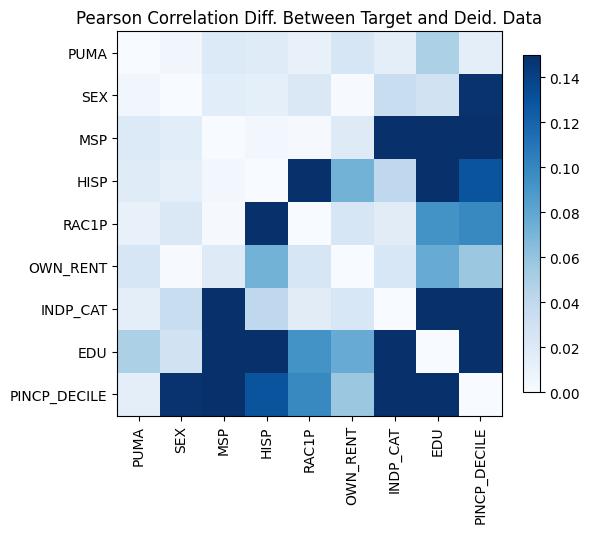 Pearson Correlation Diff. Between Target and Deid. Data
PUMA
SEX
MSP
HISP
RAC1P
OWN_RENT
INDP_CAT
EDU
PINCP_DECILE
PUMA
SEX
MSP
HISP
RAC1P
OWN_RENT
INDP_CAT
EDU
PINCP_DECILE
0.14
0.12
0.10
0.08
0.06
0.04
0.02
0.00